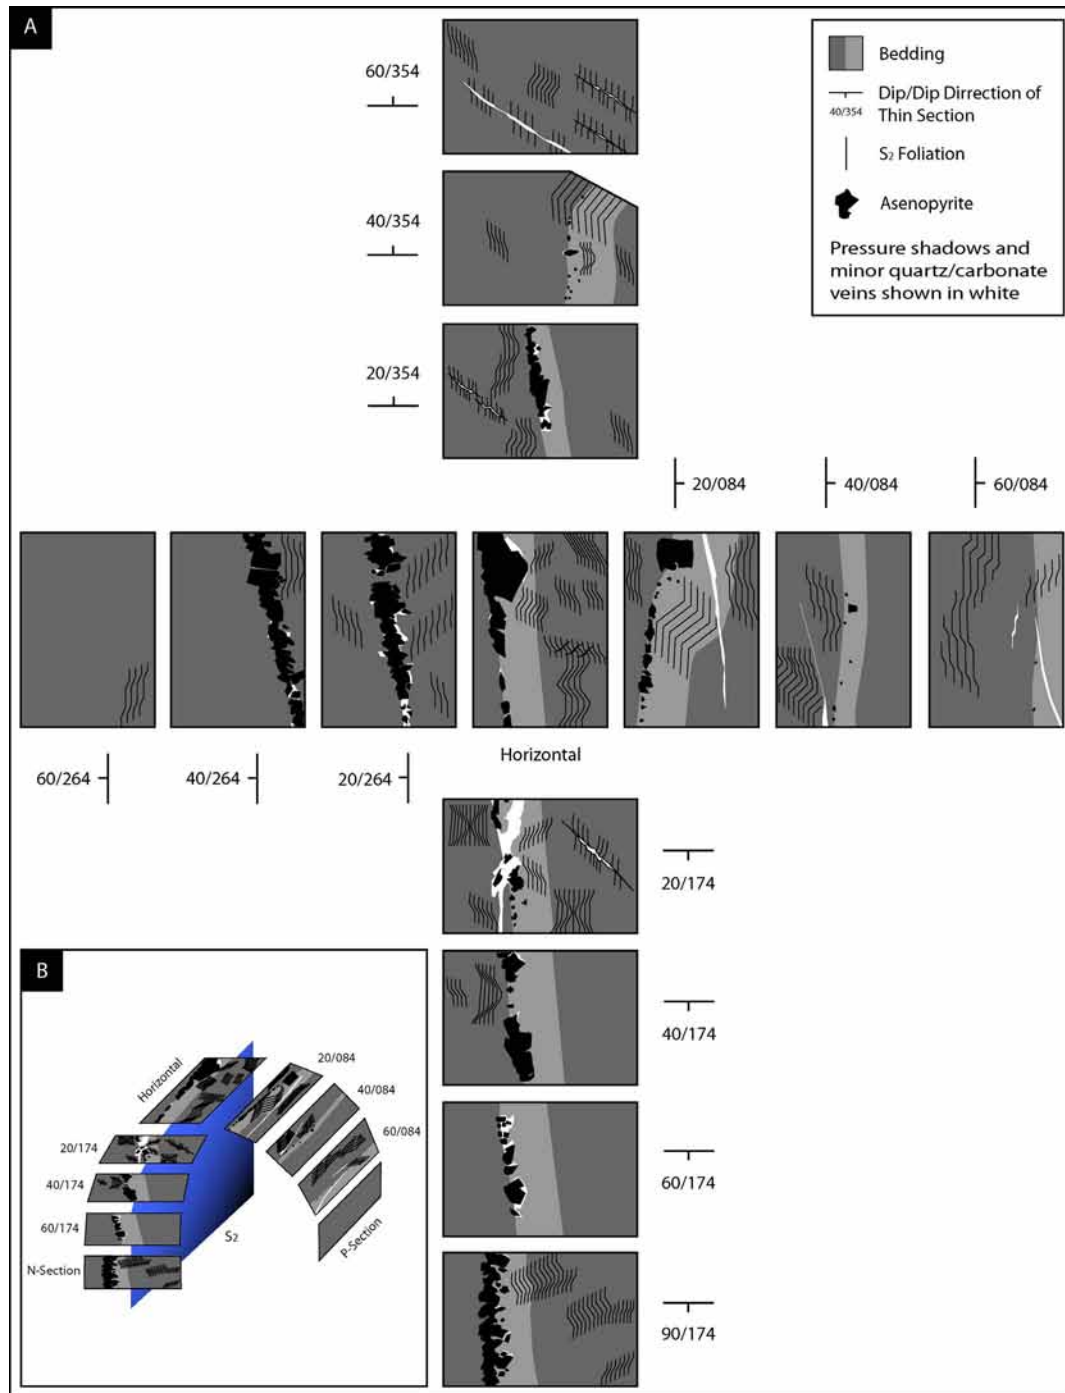 A
60/354
40/354
20/354
Bedding
40/354
Dip/Dip Dirrection of
Thin Section
S2 Foliation
Asenopyrite
Pressure shadows and
minor quartz/carbonate
veins shown in white
20/084
40/084
60/084
60/264
40/264
20/264
Horizontal
20/174
40/174
60/174
90/174
B
Horizontal
20/084
40/084
60/084
20/174
40/174
60/174
N-Section
S2
P-Section